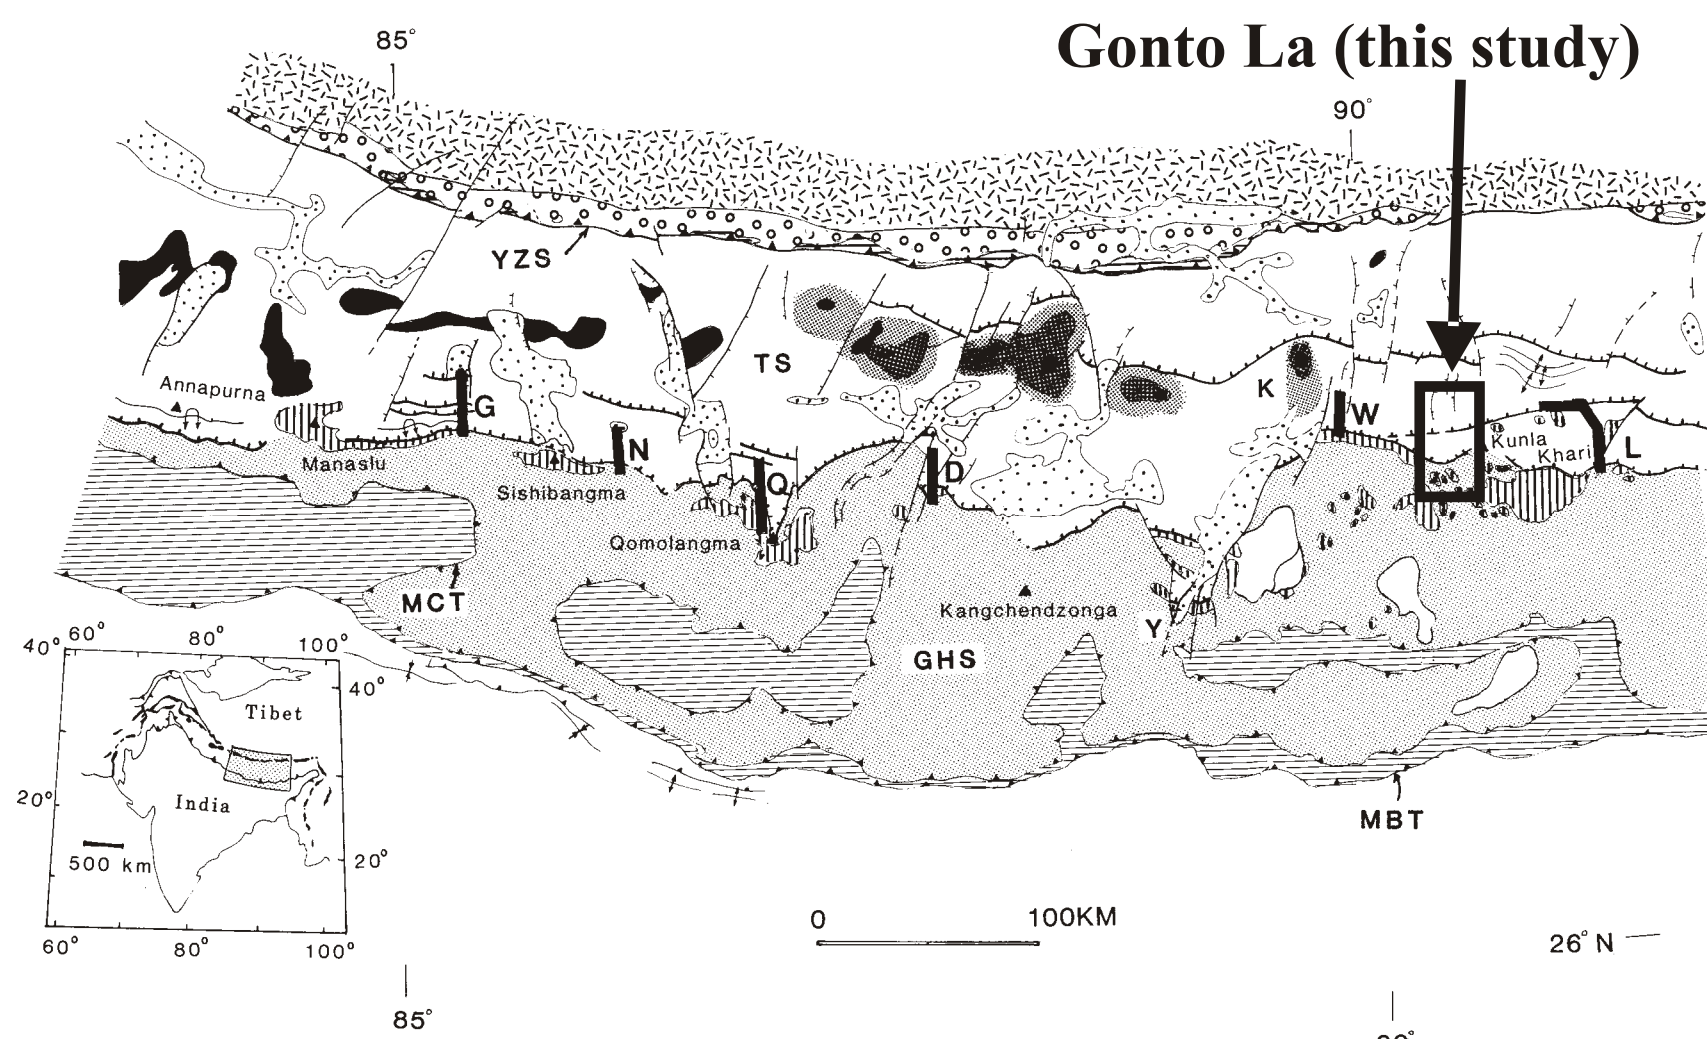 Gonto La (this study)
85°
90°
YZS
TS
Annapurna
G
K
W
N
Kunla
Khari
L
Manaslu
Sishibangma
Q
D
Qomolangma
MCT
Kangchendzonga
Y
GHS
40°
60°
80°
100°
40°
Tibet
20°
India
500 km
20°
60°
80°
100°
MBT
0
100KM
26° N
85°